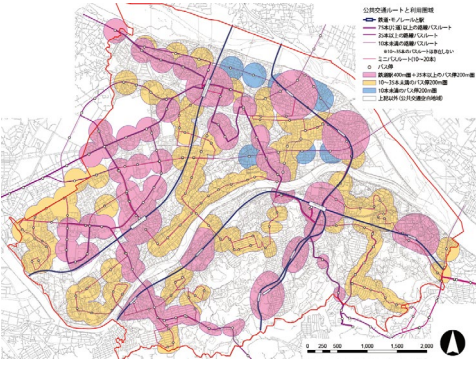 公共交通ルートと利用圏域
鉄道・モノレールと駅
75本(片道)以上の路線バスルート
35本以上の路線バスルート
10本未満の路線バスルート
※10～35本のバスルートは存在しない
ミニバスルート(10～20本)
バス停
鉄道駅400m圏＋35本以上のバス停200m圏
10～35本未満のバス停200m圏
10本未満のバス停200m圏
上記以外(公共交通空白地域)
0 250 500 1,000 1,500 2,000